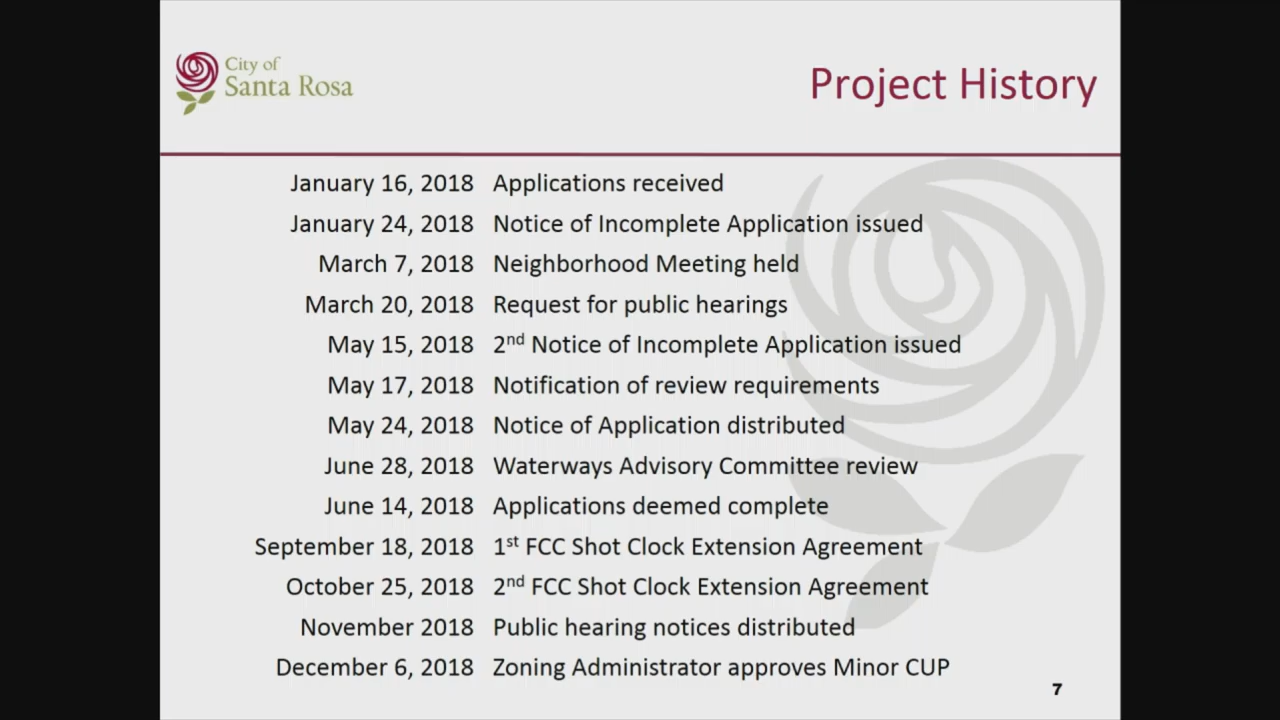 City of
Santa Rosa
Project History
January 16, 2018 Applications received
January 24, 2018 Notice of Incomplete Application issued
March 7, 2018 Neighborhood Meeting held
March 20, 2018 Request for public hearings
May 15, 2018 2nd Notice of Incomplete Application issued
May 17, 2018 Notification of review requirements
May 24, 2018 Notice of Application distributed
June 28, 2018 Waterways Advisory Committee review
June 14, 2018 Applications deemed complete
September 18, 2018 1st FCC Shot Clock Extension Agreement
October 25, 2018 2nd FCC Shot Clock Extension Agreement
November 2018 Public hearing notices distributed
December 6, 2018 Zoning Administrator approves Minor CUP
7